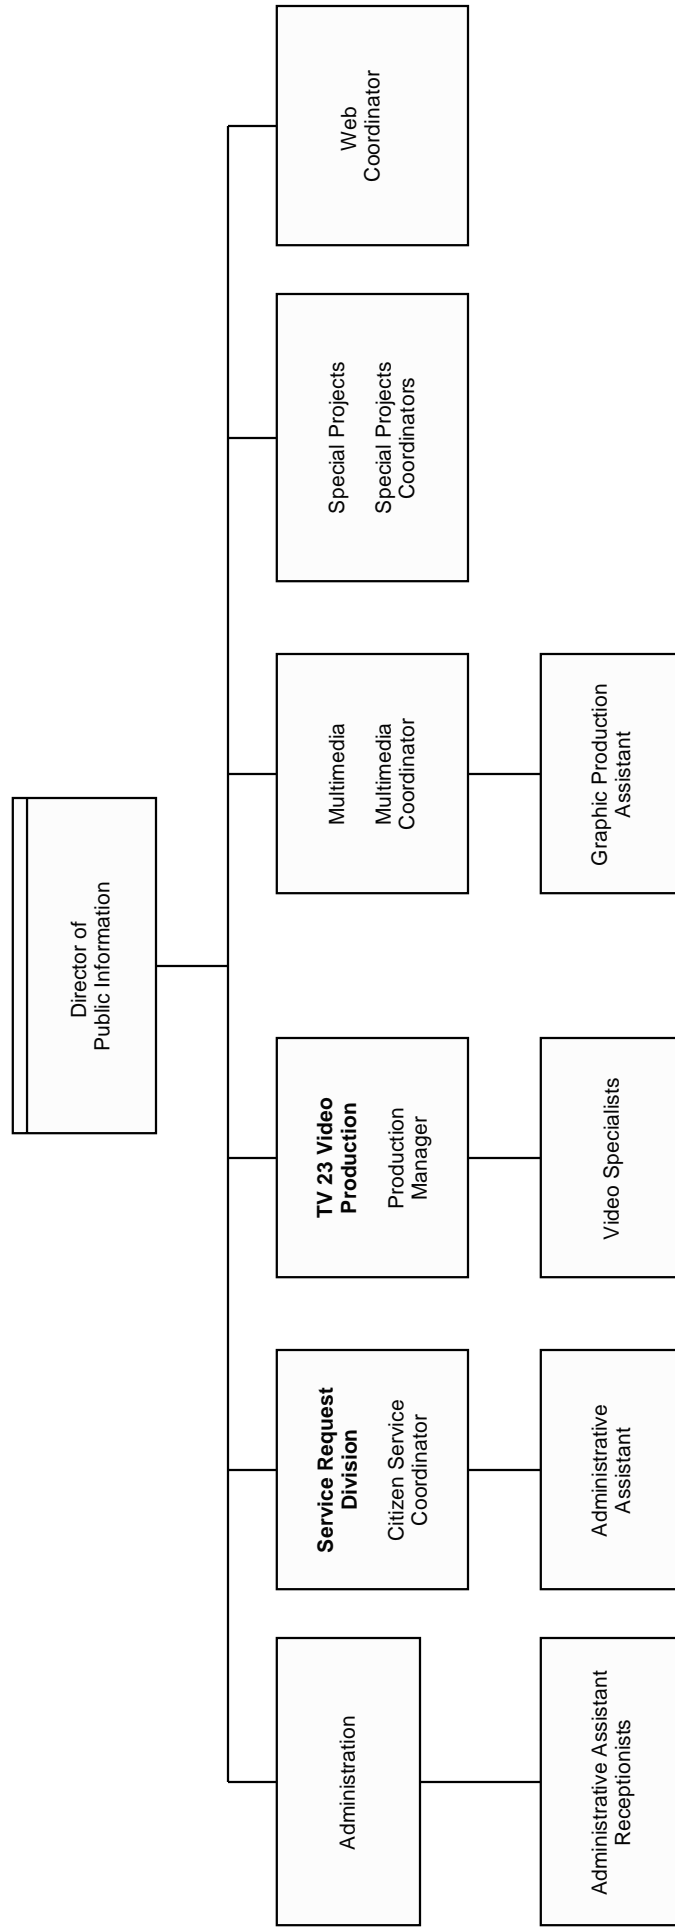 Director of
Public Information
Administration
Service Request
Division
Citizen Service
Coordinator
TV 23 Video
Production
Production
Manager
Multimedia
Multimedia
Coordinator
Special Projects
Special Projects
Coordinators
Web
Coordinator
Administrative Assistant
Receptionists
Administrative
Assistant
Video Specialists
Graphic Production
Assistant